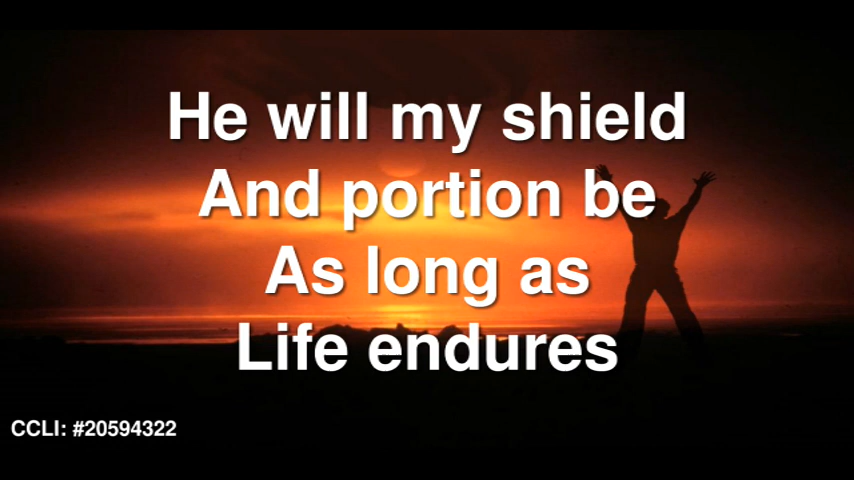 He will my shield
And portion be
As long as
Life endures
CCLI: #20594322